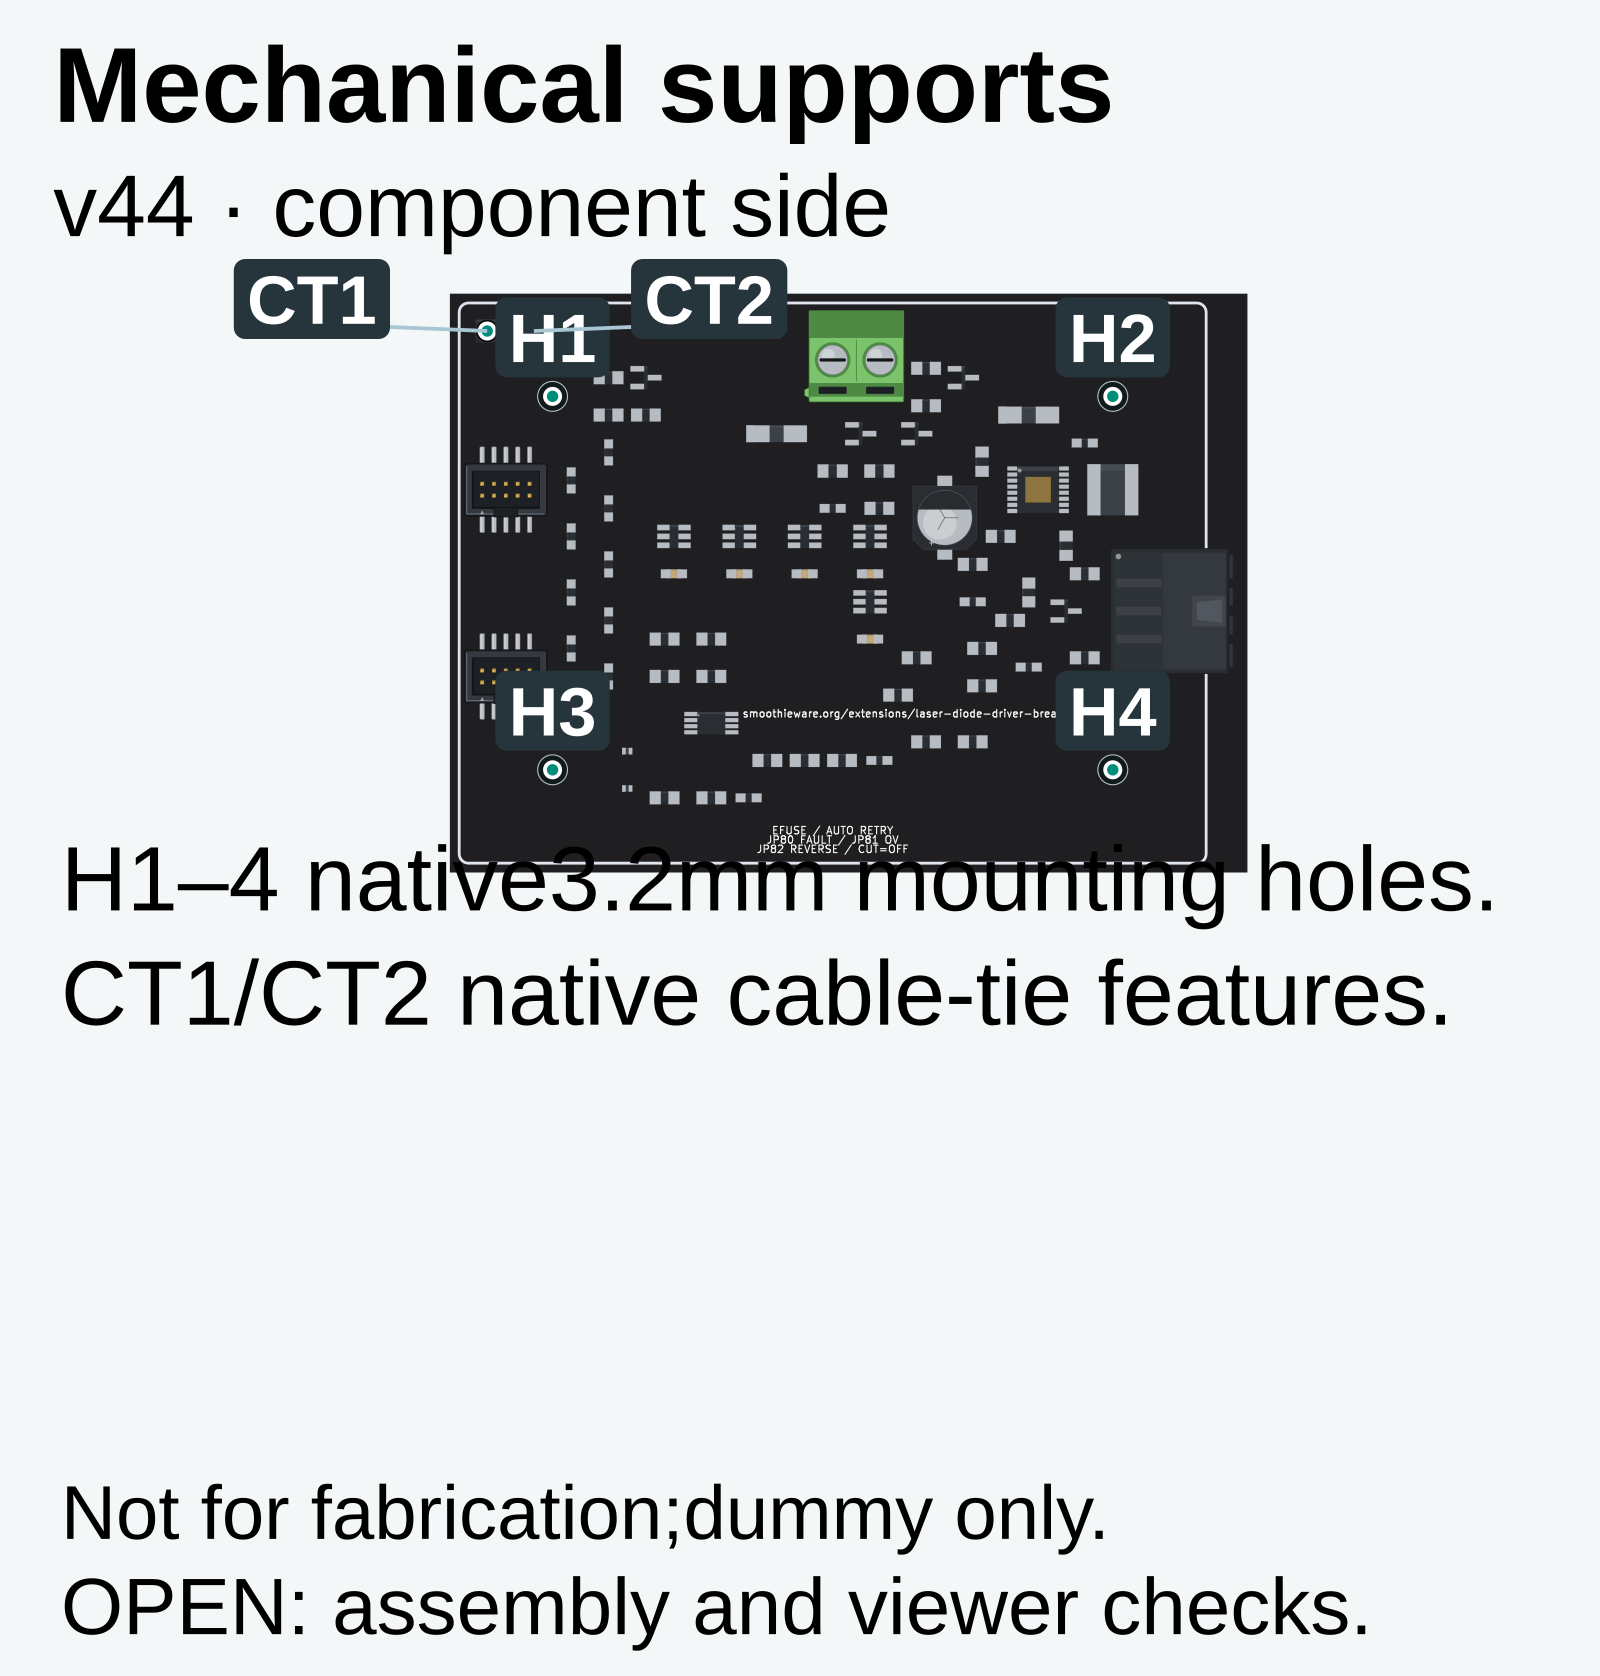 Mechanical supports
v44 · component side
CT1
CT2
H1
H2
H3
H4
smoothieware.org/extensions/laser-diode-driver-brea
EFUSE / AUTO RETRY
JP80 FAULT / JP81 OV
JP82 REVERSE / CUT=OFF
H1–4 native3.2mm mounting holes.
CT1/CT2 native cable-tie features.
Not for fabrication;dummy only.
OPEN: assembly and viewer checks.